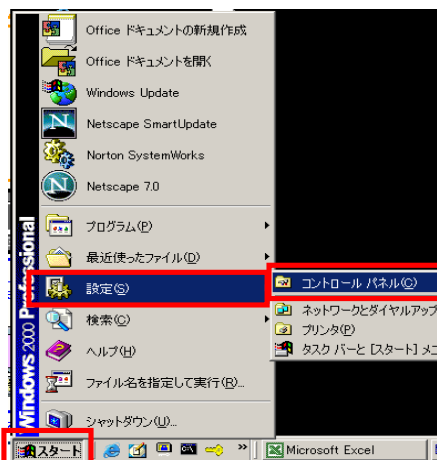 Office ドキュメントの新規作成
Office ドキュメントを開く
Windows Update
Netscape SmartUpdate
Norton SystemWorks
Netscape 7.0
プログラム(P)
最近使ったファイル(D)
設定(S)
検索(C)
ヘルプ(H)
ファイル名を指定して実行(R)...
シャットダウン(U)...
Windows 2000 Professional
コントロール パネル(C)
ネットワークとダイヤルアップ
プリンタ(P)
タスク バーと [スタート] メニ
スタート
»
Microsoft Excel